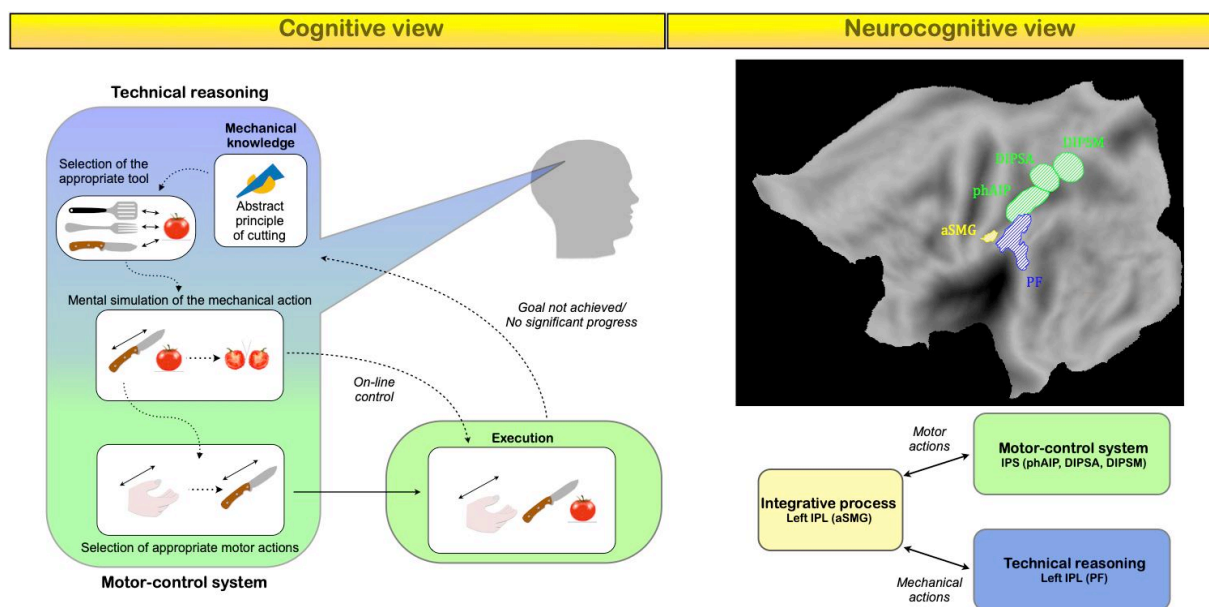 Cognitive view
Neurocognitive view
Technical reasoning
Mechanical
knowledge
Abstract
principle
of cutting
Selection of the
appropriate tool
Mental simulation of the mechanical action
Goal not achieved/
No significant progress
On-line
control
Execution
Selection of appropriate motor actions
Motor-control system
DIPSM
DIPSA
phAIP
aSMG
PF
Motor
actions
Motor-control system
IPS (phAIP, DIPSA, DIPSM)
Integrative process
Left IPL (aSMG)
Technical reasoning
Left IPL (PF)
Mechanical
actions